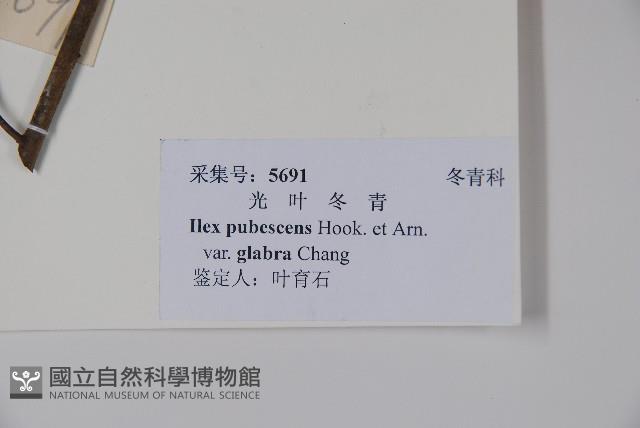 采集号：5691 冬青科
光 叶 冬 青
Ilex pubescens Hook. et Arn.
var. glabra Chang
鉴定人：叶育石
國立自然科學博物館
NATIONAL MUSEUM OF NATURAL SCIENCE